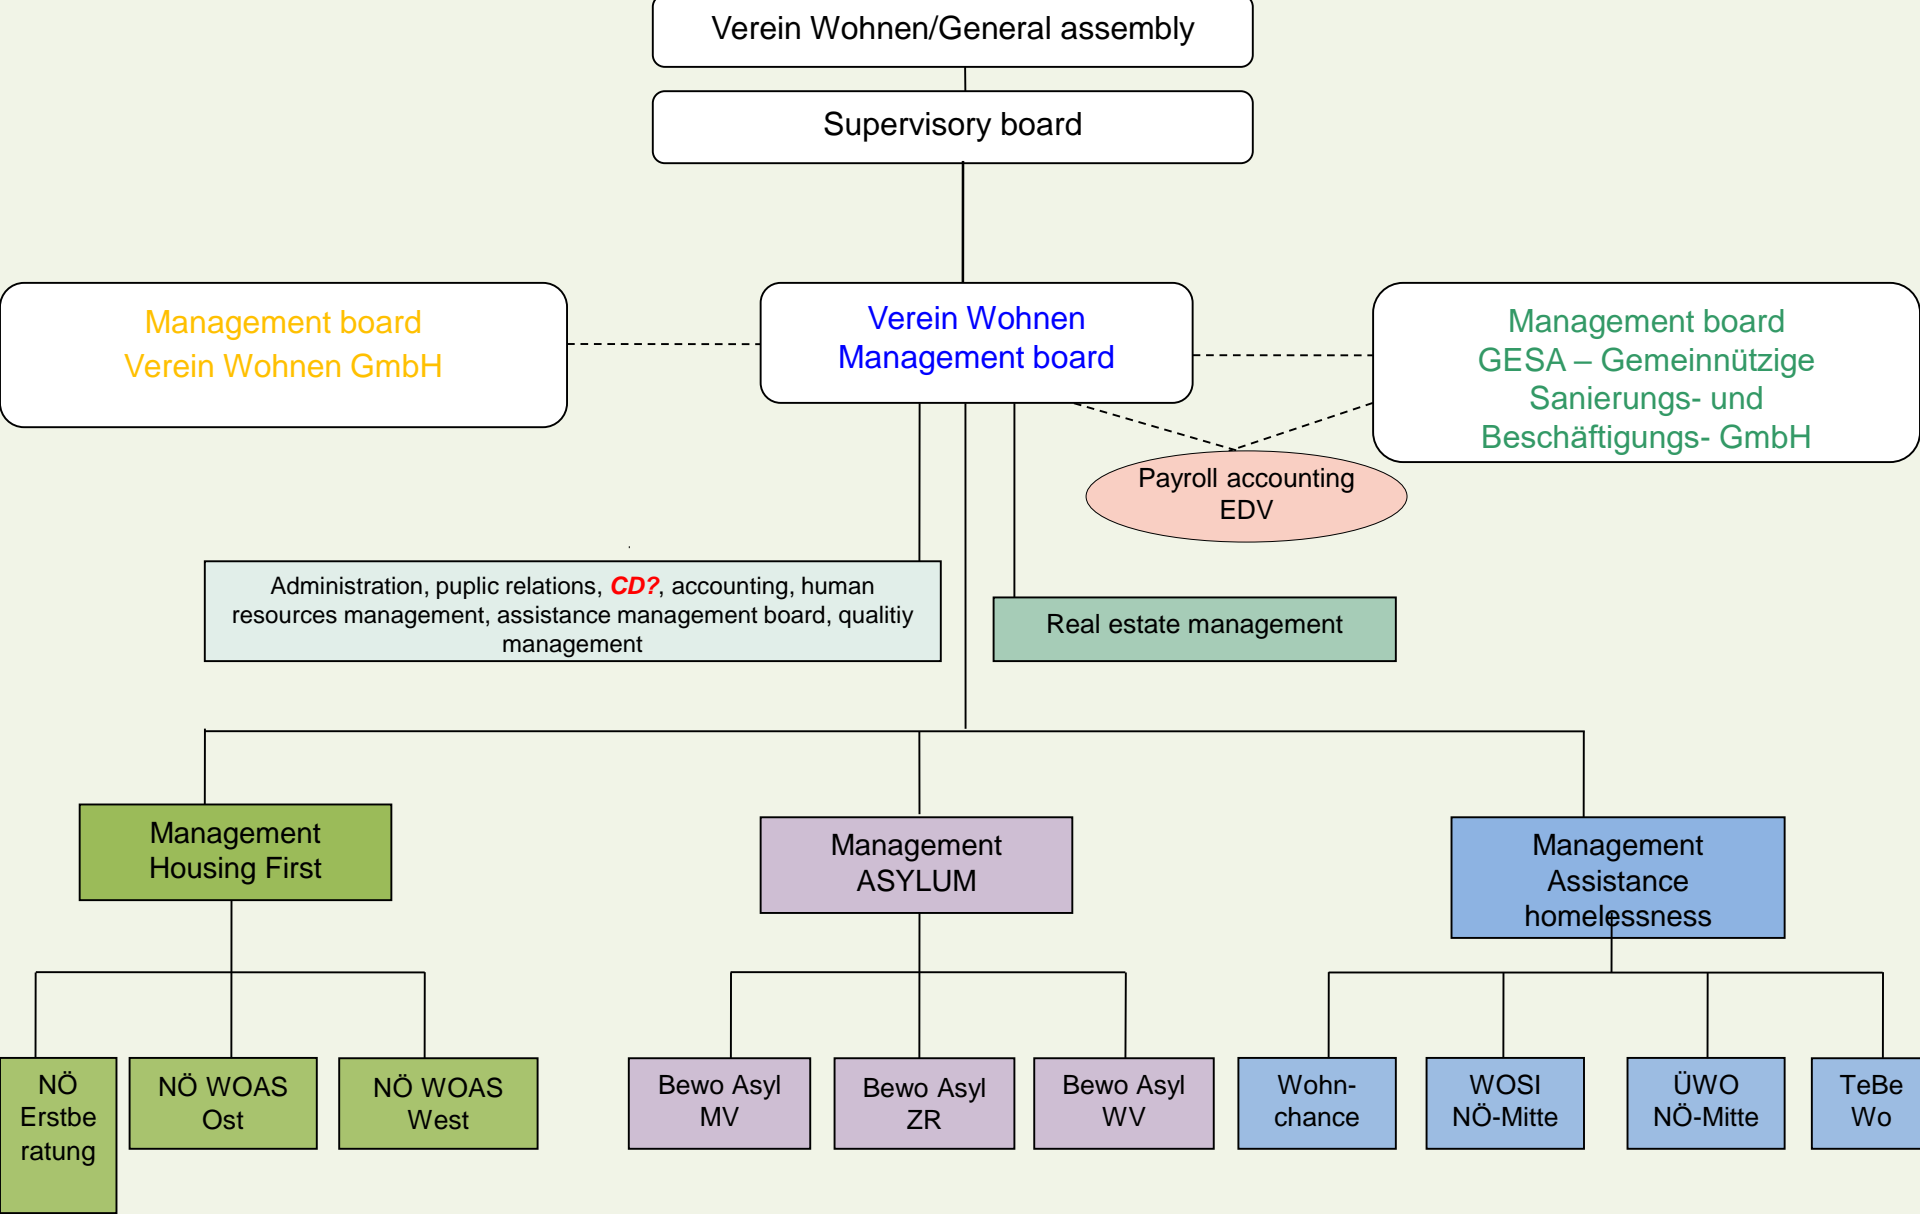 Verein Wohnen/General assembly
Supervisory board
Management board
Verein Wohnen GmbH
Verein Wohnen
Management board
Management board
GESA – Gemeinnützige
Sanierungs- und
Beschäftigungs- GmbH
Payroll accounting
EDV
Administration, puplic relations, CD?, accounting, human
resources management, assistance management board, qualitiy
management
Real estate management
Management
Housing First
Management
ASYLUM
Management
Assistance
homelessness
NÖ
Erstbe
ratung
NÖ WOAS
Ost
NÖ WOAS
West
Bewo Asyl
MV
Bewo Asyl
ZR
Bewo Asyl
WV
Wohn-
chance
WOSI
NÖ-Mitte
ÜWO
NÖ-Mitte
TeBe
Wo